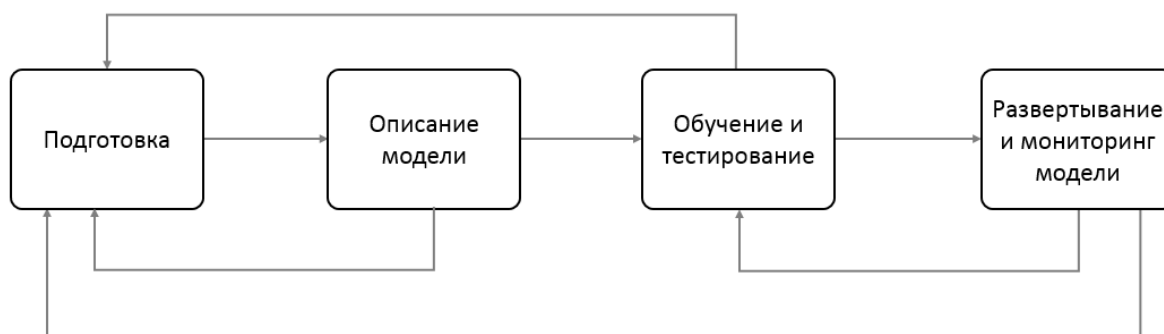 Подготовка
Описание
модели
Обучение и
тестирование
Развертывание
и мониторинг
модели